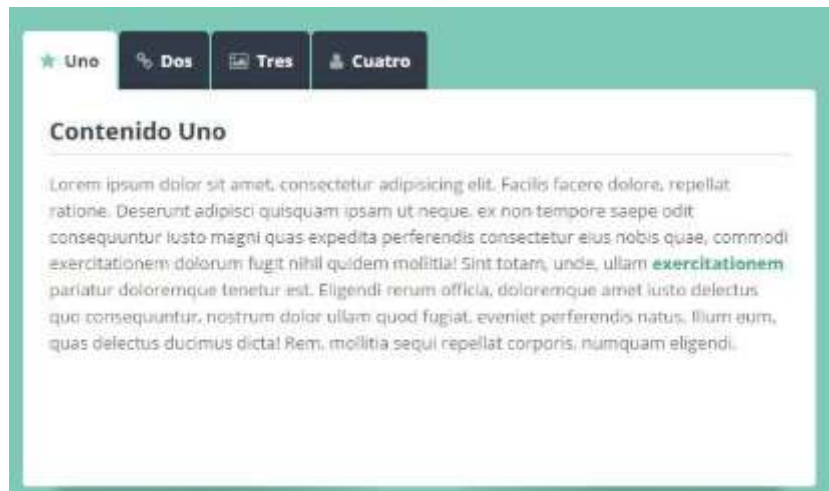 Uno
Dos
Tres
Cuatro
Contenido Uno
Lorem ipsum dolor sit amet, consectetur adipisicing elit. Facilis facere dolore, repellat
ratione. Deserunt adipisci quisquam ipsam ut neque, ex non tempore saepe odit
consequuntur iusto magni quas expedita perferendis consectetur eius nobis quae, commodi
exercitationem dolorum fugit nihil quidem mollitia! Sint totam, unde, ullam exercitationem
pariatur doloremque tenetur est. Eligendi rerum officia, doloremque amet iusto delectus
quo consequuntur, nostrum dolor ullam quod fugiat, eveniet perferendis natus. Illum eum,
quas delectus ducimus dicta! Rem, mollitia sequi repellat corporis, numquam eligendi.